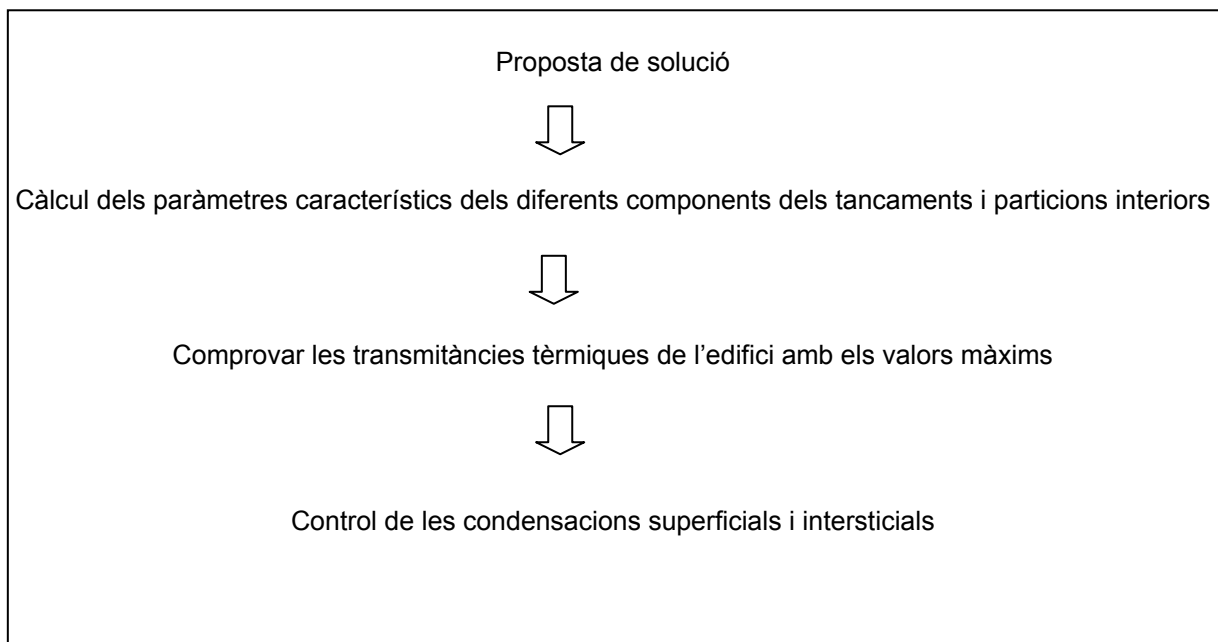 Proposta de solució
Càlcul dels paràmetres característics dels diferents components dels tancaments i particions interiors
Comprovar les transmitàncies tèrmiques de l’edifici amb els valors màxims
Control de les condensacions superficials i intersticials